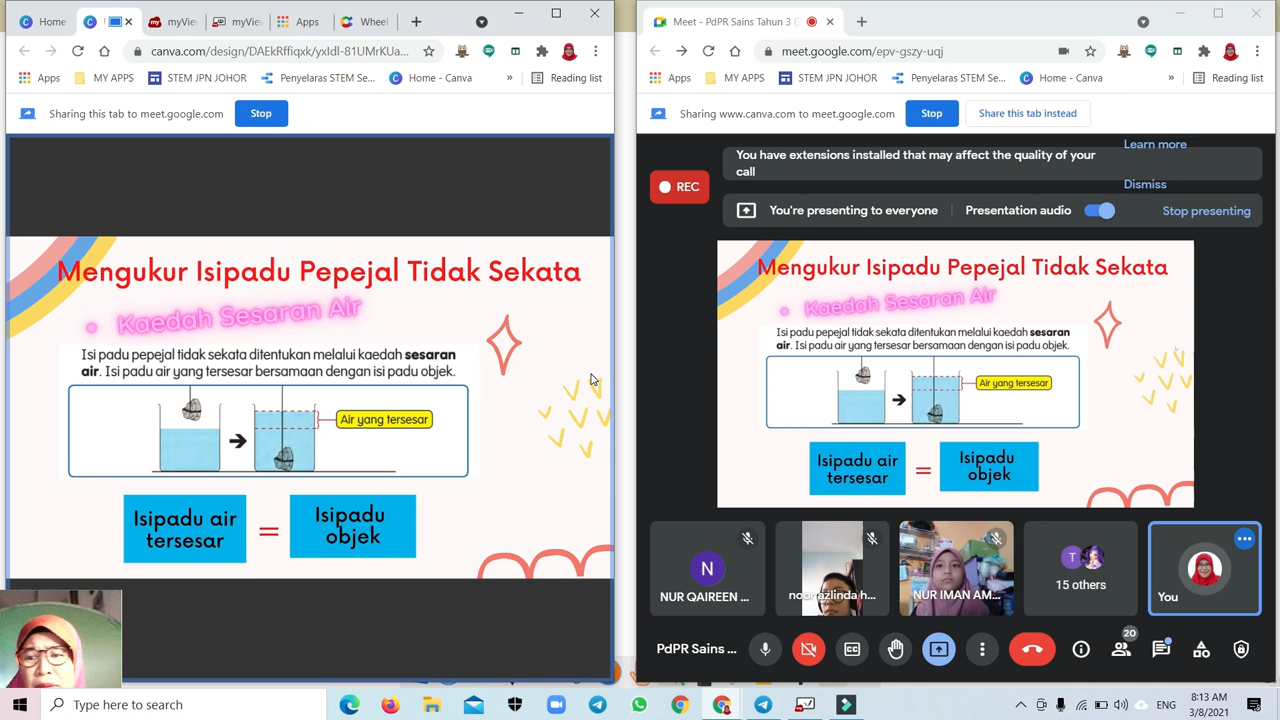 Home
myVie
myVie
Apps
Wheel
canva.com/design/DAEkRffiqxk/yxIdl-81UMrKUa...
Apps
MY APPS
STEM JPN JOHOR
Penyelaras STEM Se...
Home - Canva
»
Reading list
Sharing this tab to meet.google.com
Stop
Mengukur Isipadu Pepejal Tidak Sekata
• Kaedah Sesaran Air
Isi padu pepejal tidak sekata ditentukan melalui kaedah sesaran
air. Isi padu air yang tersesar bersamaan dengan isi padu objek.
Air yang tersesar
Isipadu air
tersesar
=
Isipadu
objek
Meet - PdPR Sains Tahun 3 (
meet.google.com/epv-gszy-uqj
Apps
MY APPS
STEM JPN JOHOR
Penyelaras STEM Se...
Home - Canva
»
Reading list
Sharing www.canva.com to meet.google.com
Stop
Share this tab instead
REC
You have extensions installed that may affect the quality of your
call
Learn more
Dismiss
You're presenting to everyone
Presentation audio
Stop presenting
Mengukur Isipadu Pepejal Tidak Sekata
• Kaedah Sesaran Air
Isi padu pepejal tidak sekata ditentukan melalui kaedah sesaran
air. Isi padu air yang tersesar bersamaan dengan isi padu objek.
Air yang tersesar
Isipadu air
tersesar
=
Isipadu
objek
N
NUR QAIREEN ...
noorrazlinda h...
NUR IMAN AM...
T
15 others
You
PdPR Sains ...
20
Type here to search
ENG
8:13 AM
3/8/2021